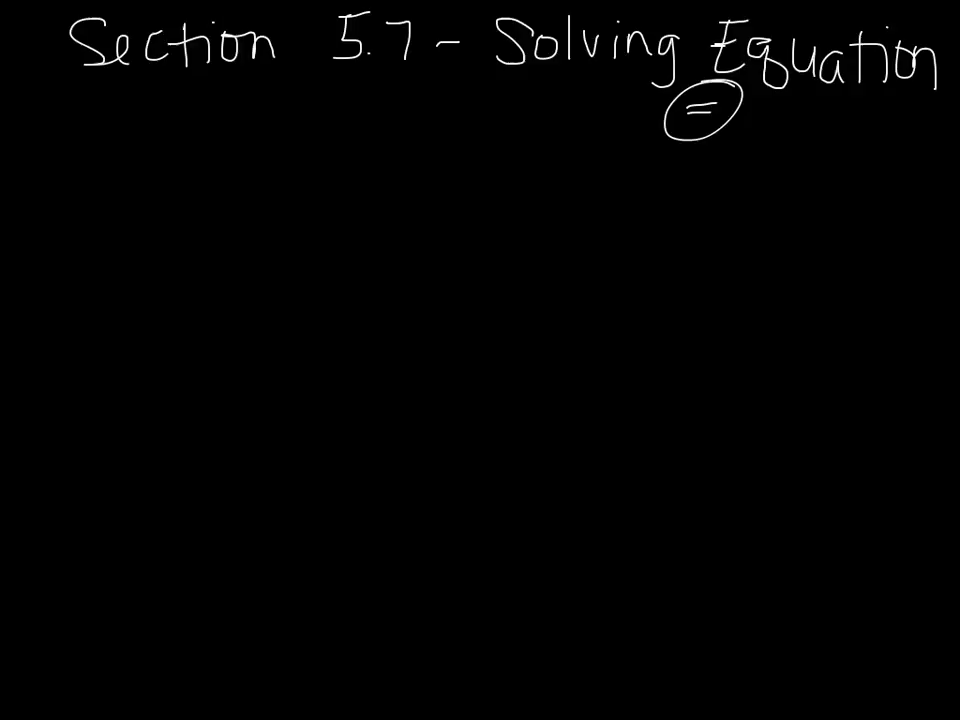 Section 5.7 - Solving Equation
=